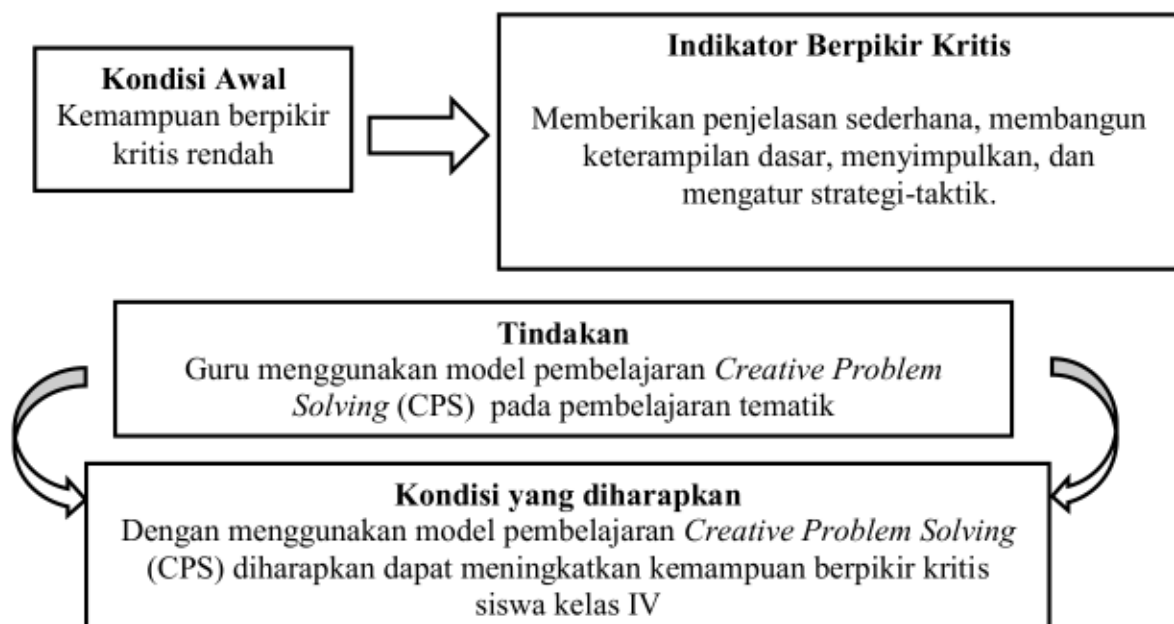 Kondisi Awal
Kemampuan berpikir
kritis rendah
Indikator Berpikir Kritis
Memberikan penjelasan sederhana, membangun
keterampilan dasar, menyimpulkan, dan
mengatur strategi-taktik.
Tindakan
Guru menggunakan model pembelajaran Creative Problem
Solving (CPS) pada pembelajaran tematik
Kondisi yang diharapkan
Dengan menggunakan model pembelajaran Creative Problem Solving
(CPS) diharapkan dapat meningkatkan kemampuan berpikir kritis
siswa kelas IV